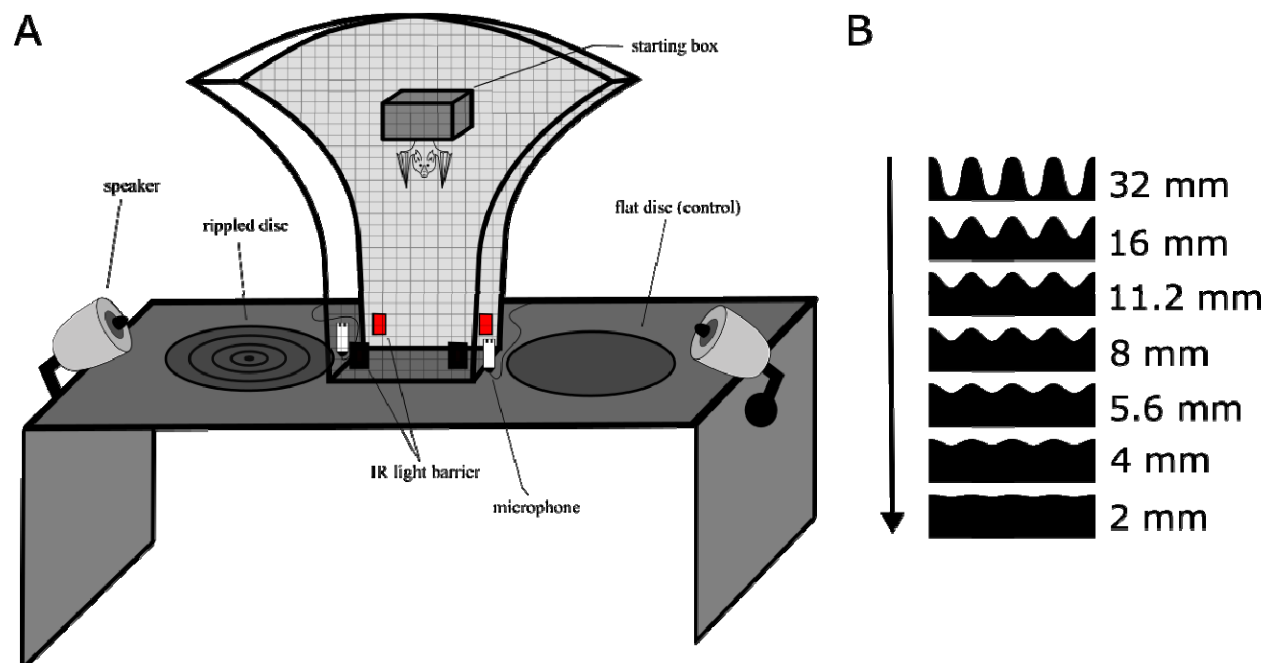 A
B
starting box
speaker
flat disc (control)
rippled disc
IR light barrier
microphone
32 mm
16 mm
11.2 mm
8 mm
5.6 mm
4 mm
2 mm